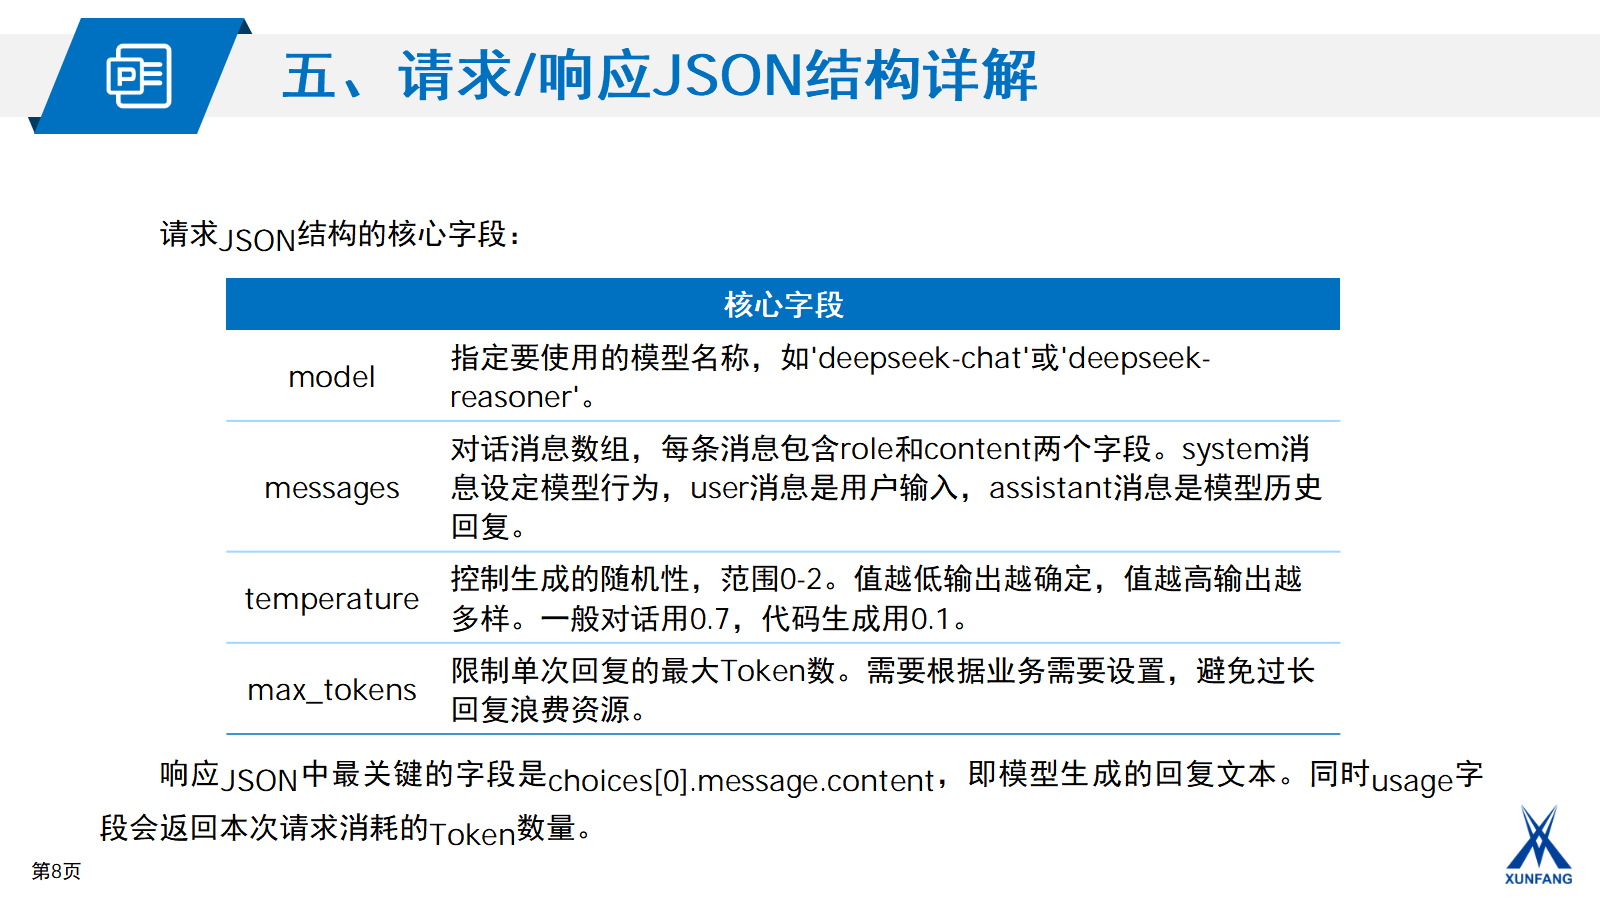 五、请求/响应JSON结构详解
请求JSON结构的核心字段：
核心字段
model
指定要使用的模型名称，如'deepseek-chat'或'deepseek-
reasoner'。
messages
对话消息数组，每条消息包含role和content两个字段。system消
息设定模型行为，user消息是用户输入，assistant消息是模型历史
回复。
temperature
控制生成的随机性，范围0-2。值越低输出越确定，值越高输出越
多样。一般对话用0.7，代码生成用0.1。
max_tokens
限制单次回复的最大Token数。需要根据业务需要设置，避免过长
回复浪费资源。
响应JSON中最关键的字段是choices[0].message.content，即模型生成的回复文本。同时usage字
段会返回本次请求消耗的Token数量。
第8页
XUNFANG